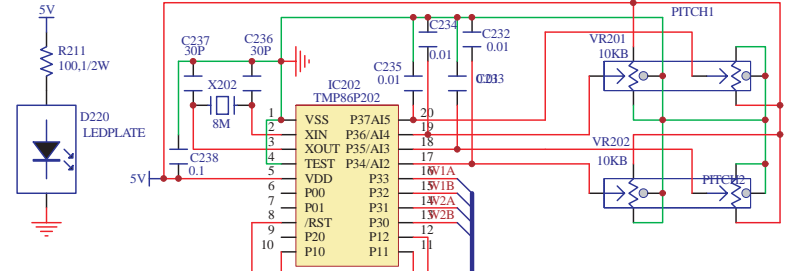 5V
R211
100,1/2W
D220
LEDPLATE
5V
C237
30P
C236
30P
X202
8M
C238
0.1
IC202
TMP86P202
1 VSS
2 XIN
3 XOUT
4 TEST
5 VDD
6 P00
7 P01
8 /RST
9 P20
10 P10
P37AI5 20
P36/AI4 19
P35/AI3 18
P34/AI2 17
P33 16 W1A
P32 15 W1B
P31 14 W2A
P30 13 W2B
P12 12
P11 11
C234
0.01
C232
0.01
C235
0.01
C233
0.01
PITCH1
VR201
10KB
VR202
10KB
PITCH2